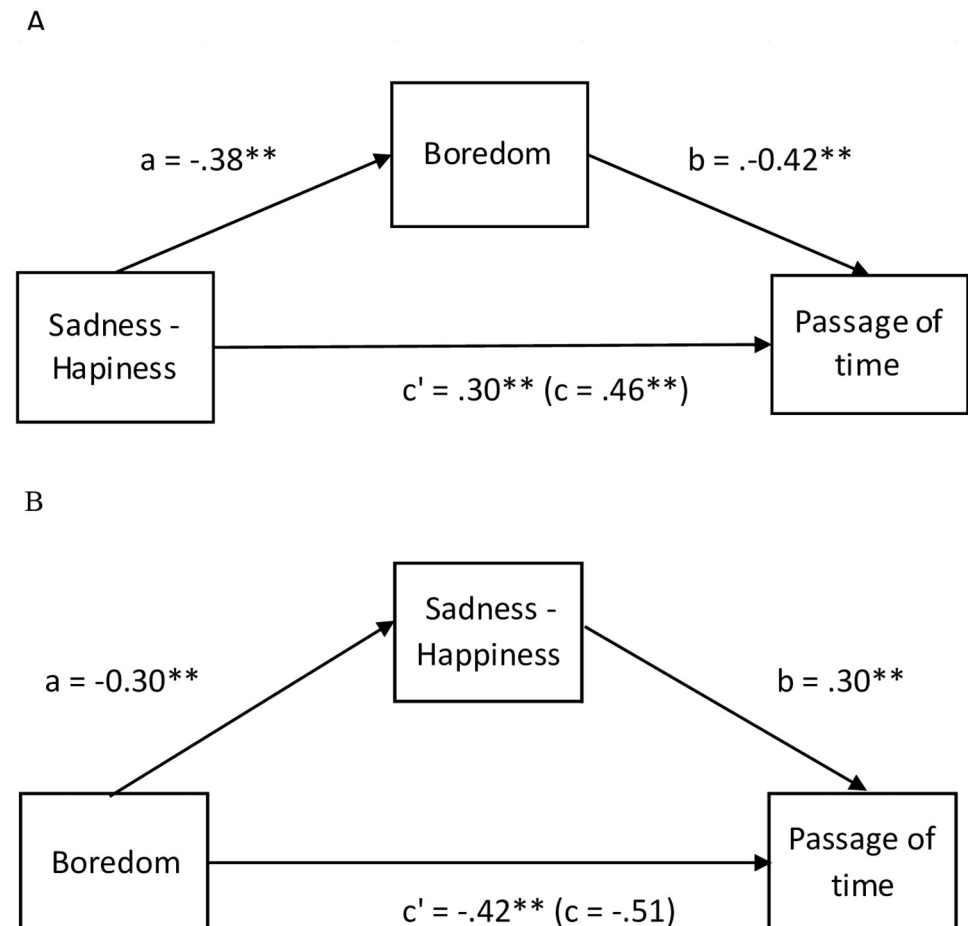 A
Boredom
a = -.38**
b = .-0.42**
Sadness -
Hapiness
Passage of
time
c' = .30** (c = .46**)
B
Sadness -
Happiness
a = -0.30**
b = .30**
Boredom
Passage of
time
c' = -.42** (c = -.51)